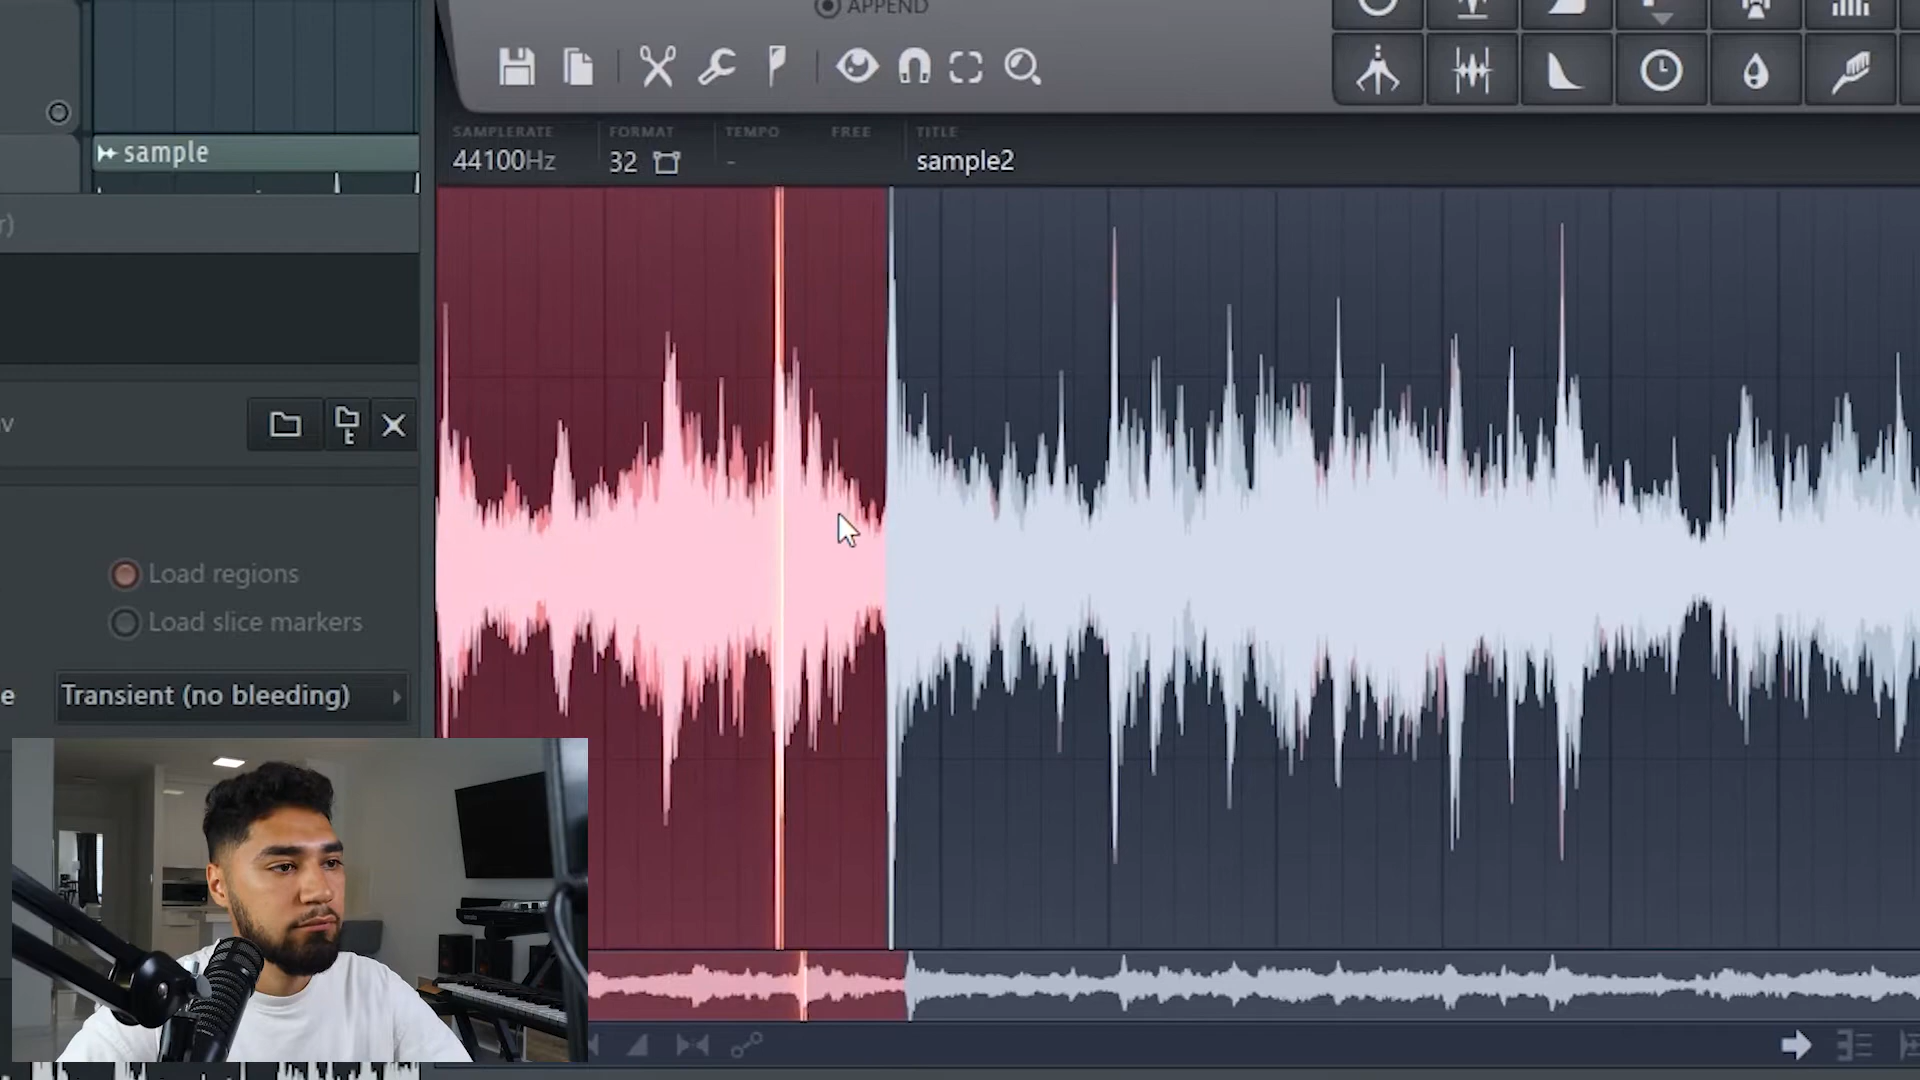 APPEND
sample
SAMPLERATE
44100Hz
FORMAT
32
TEMPO
-
FREE
TITLE
sample2
r)
v
Load regions
Load slice markers
e
Transient (no bleeding)